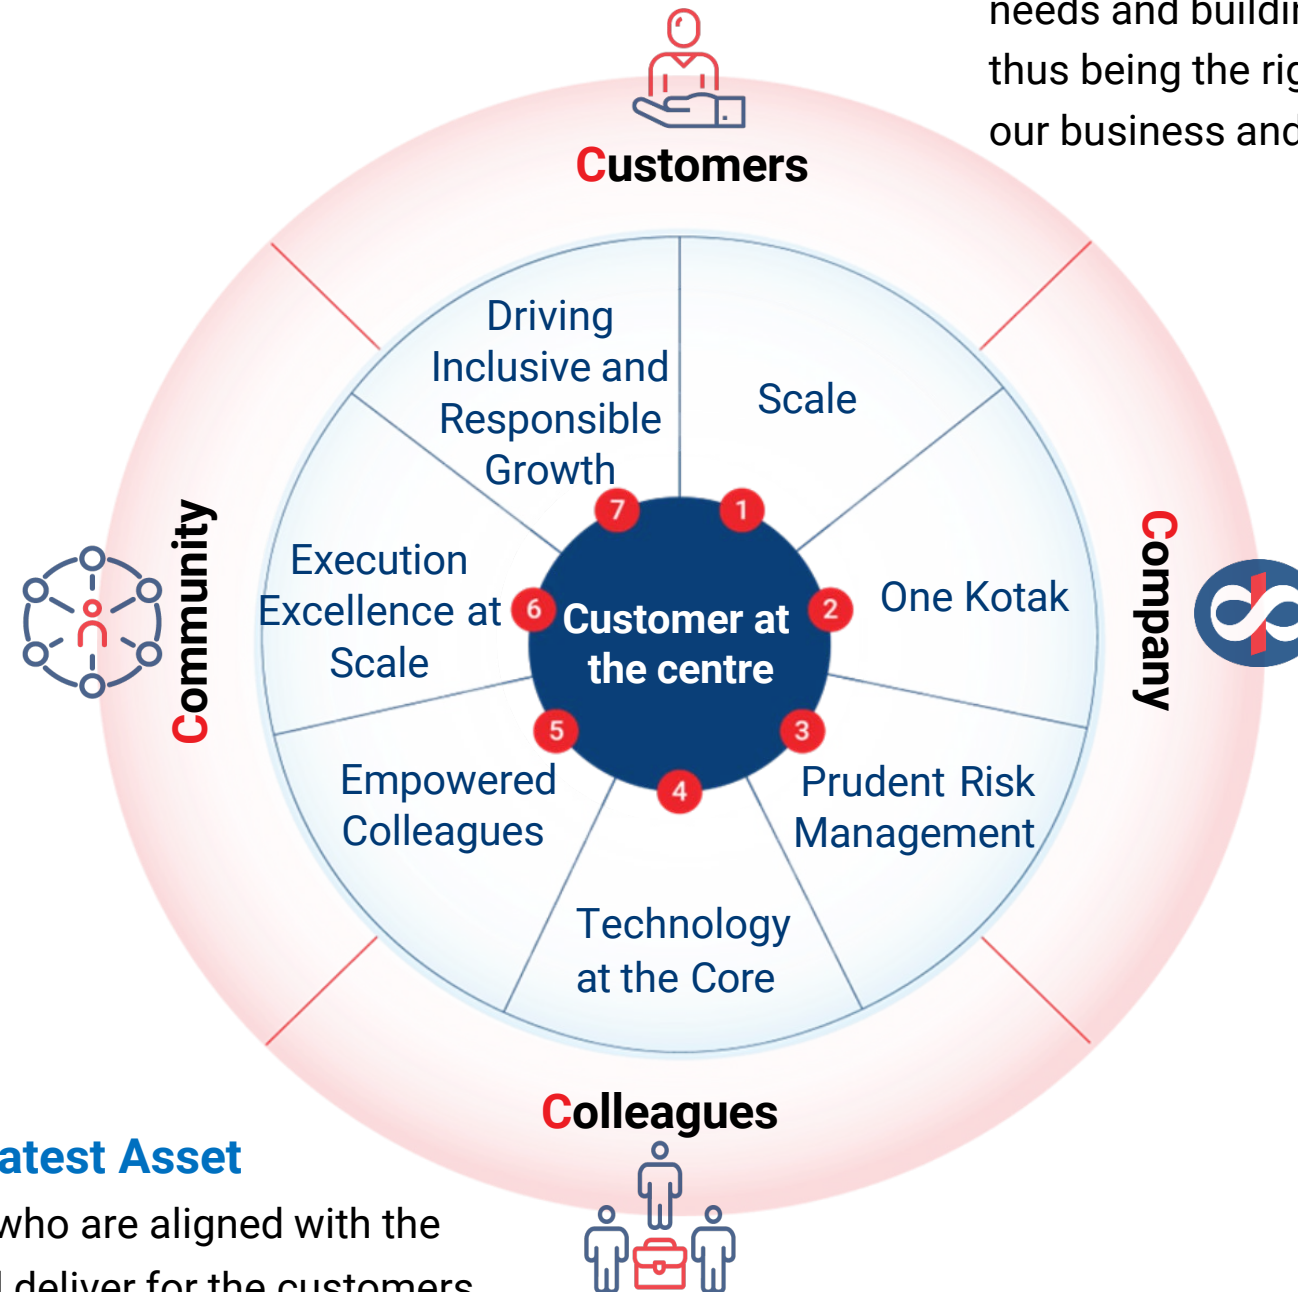 needs and buildin
thus being the rig
our business and
Customers
Driving
Inclusive and
Responsible
Growth
Scale
7
1
Community
Company
Execution
Excellence at
Scale
6
Customer at
the centre
2
One Kotak
5
3
4
Empowered
Colleagues
Prudent Risk
Management
Technology
at the Core
Colleagues
atest Asset
who are aligned with the
deliver for the customers